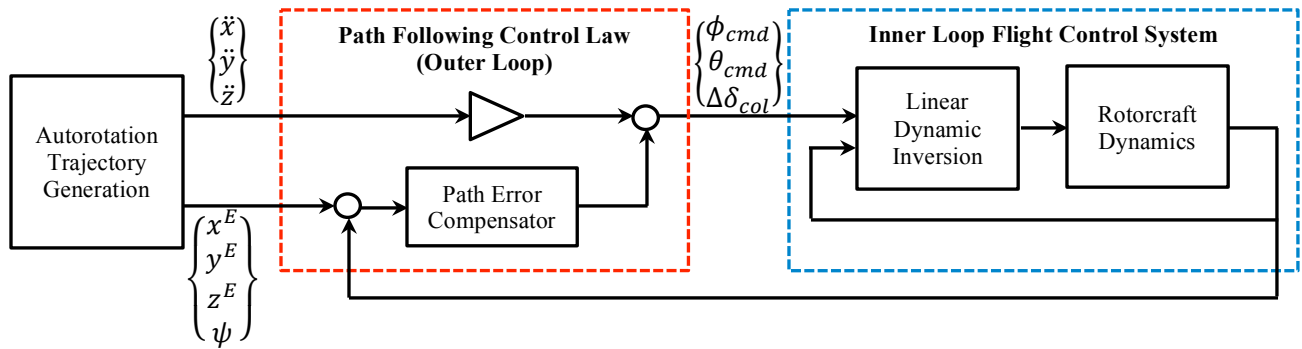 ẍ
ÿ
z̈
Path Following Control Law
(Outer Loop)
ϕcmd
θcmd
Δδcol
Inner Loop Flight Control System
Autorotation
Trajectory
Generation
Linear
Dynamic
Inversion
Rotorcraft
Dynamics
Path Error
Compensator
x^E
y^E
z^E
ψ